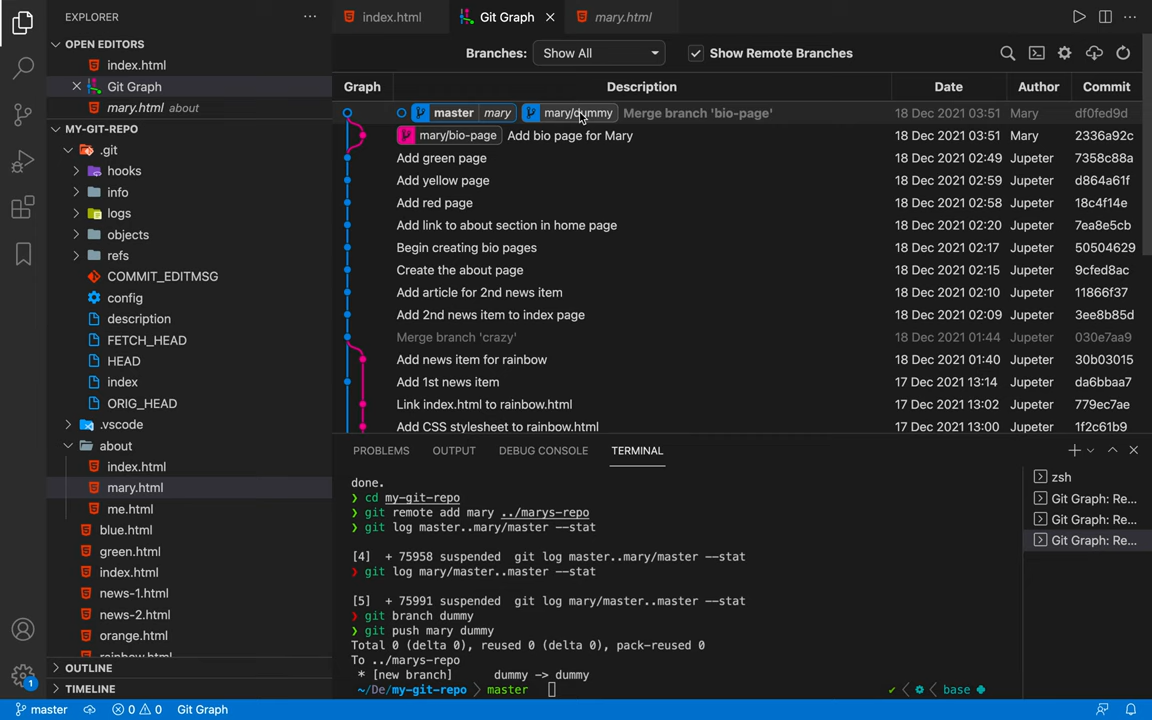 EXPLORER
index.html
Git Graph
mary.html
OPEN EDITORS
index.html
Git Graph
mary.html about
MY-GIT-REPO
.git
hooks
info
logs
objects
refs
COMMIT_EDITMSG
config
description
FETCH_HEAD
HEAD
index
ORIG_HEAD
.vscode
about
index.html
mary.html
me.html
blue.html
green.html
index.html
news-1.html
news-2.html
orange.html
rainbow.html
OUTLINE
TIMELINE
Branches: Show All Show Remote Branches
Graph Description Date Author Commit
master mary mary/dummy Merge branch 'bio-page' 18 Dec 2021 03:51 Mary df0fed9d
mary/bio-page Add bio page for Mary 18 Dec 2021 03:51 Mary 2336a92c
Add green page 18 Dec 2021 02:49 Jupeter 7358c88a
Add yellow page 18 Dec 2021 02:59 Jupeter d864a61f
Add red page 18 Dec 2021 02:58 Jupeter 18c4f14e
Add link to about section in home page 18 Dec 2021 02:20 Jupeter 7ea8e5cb
Begin creating bio pages 18 Dec 2021 02:17 Jupeter 50504629
Create the about page 18 Dec 2021 02:15 Jupeter 9cfed8ac
Add article for 2nd news item 18 Dec 2021 02:10 Jupeter 11866f37
Add 2nd news item to index page 18 Dec 2021 02:09 Jupeter 3ee8b85d
Merge branch 'crazy' 18 Dec 2021 01:44 Jupeter 030e7aa9
Add news item for rainbow 18 Dec 2021 01:40 Jupeter 30b03015
Add 1st news item 17 Dec 2021 13:14 Jupeter da6bbaa7
Link index.html to rainbow.html 17 Dec 2021 13:02 Jupeter 779ec7ae
Add CSS stylesheet to rainbow.html 17 Dec 2021 13:00 Jupeter 1f2c61b9
PROBLEMS OUTPUT DEBUG CONSOLE TERMINAL
done.
❯ cd my-git-repo
❯ git remote add mary ../marys-repo
❯ git log master..mary/master --stat
[4] + 75958 suspended git log master..mary/master --stat
❯ git log mary/master..master --stat
[5] + 75991 suspended git log mary/master..master --stat
❯ git branch dummy
❯ git push mary dummy
Total 0 (delta 0), reused 0 (delta 0), pack-reused 0
To ../marys-repo
* [new branch] dummy -> dummy
~/De/my-git-repo master base
zsh
Git Graph: Re...
Git Graph: Re...
Git Graph: Re...
1
master 0 0 Git Graph